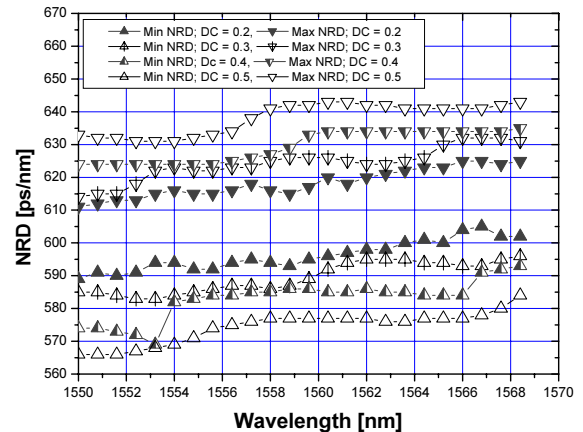 670
660
650
640
630
620
610
600
590
580
570
560
NRD [ps/nm]
Min NRD; DC = 0.2, Max NRD; DC = 0.2
Min NRD; DC = 0.3, Max NRD; DC = 0.3
Min NRD; Dc = 0.4, Max NRD; DC = 0.4
Min NRD; DC = 0.5, Max NRD; DC = 0.5
1550 1552 1554 1556 1558 1560 1562 1564 1566 1568 1570
Wavelength [nm]